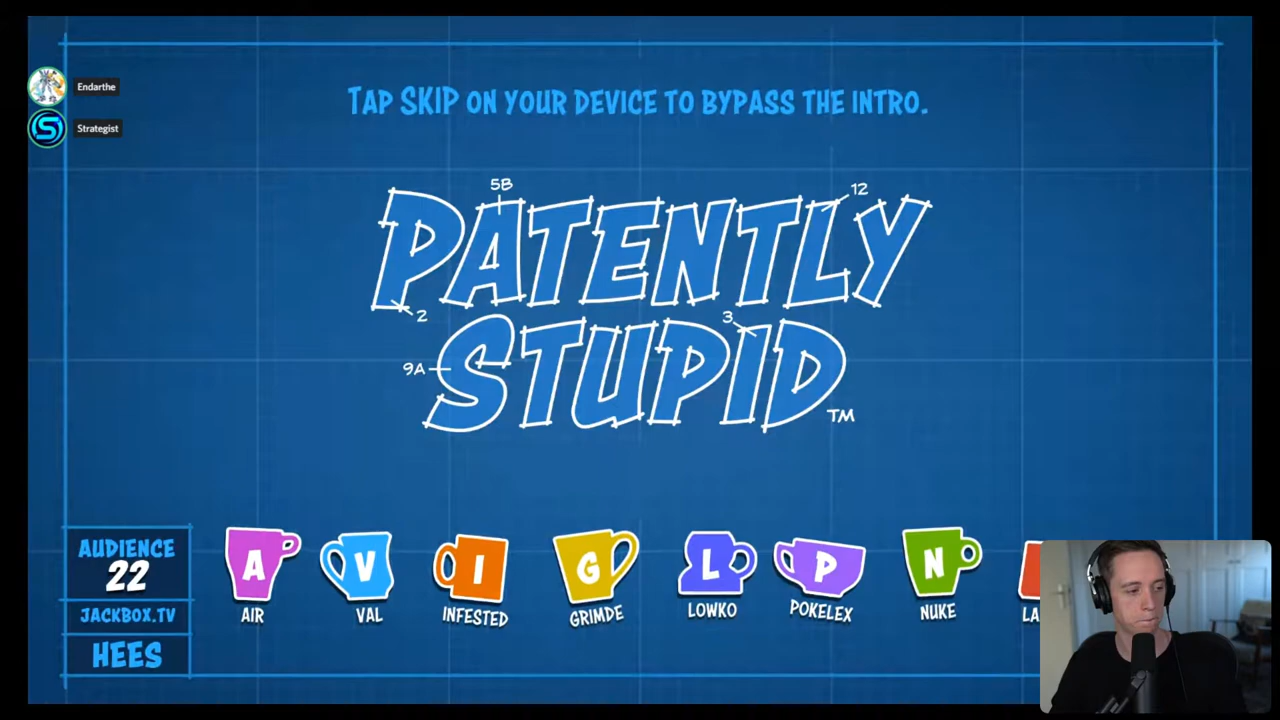 Endarthe
Strategist
TAP SKIP ON YOUR DEVICE TO BYPASS THE INTRO.
5B
12
PATENTLY
2
3
9A
STUPID
TM
AUDIENCE
22
JACKBOX.TV
HEES
A V I G L P N
AIR VAL INFESTED GRIMDE LOWKO POKELEX NUKE LA